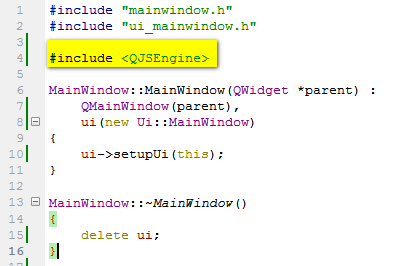 1 #include "mainwindow.h"
2 #include "ui_mainwindow.h"
3
4 #include <QJSEngine>
5
6 MainWindow::MainWindow(QWidget *parent) :
7     QMainWindow(parent),
8     ui(new Ui::MainWindow)
9 {
10     ui->setupUi(this);
11 }
12
13 MainWindow::~MainWindow()
14 {
15     delete ui;
16 }